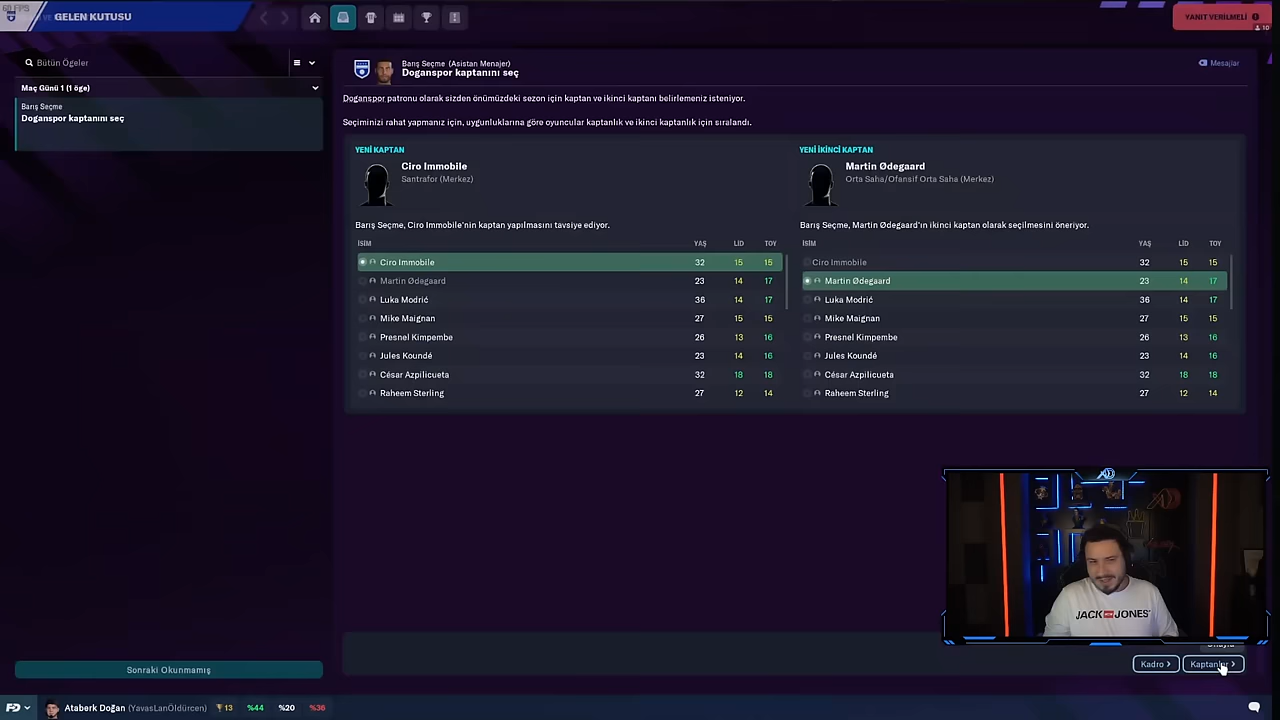 60 FPS
GELEN KUTUSU
YANIT VERİLMELİ
10
Bütün Ögeler
Maç Günü 1 (1 öge)
Barış Seçme
Doganspor kaptanını seç
Barış Seçme (Asistan Menajer)
Doganspor kaptanını seç
Mesajlar
Doganspor patronu olarak sizden önümüzdeki sezon için kaptan ve ikinci kaptanı belirlemeniz isteniyor.
Seçiminizi rahat yapmanız için, uygunluklarına göre oyuncular kaptanlık ve ikinci kaptanlık için sıralandı.
YENİ KAPTAN
Ciro Immobile
Santrafor (Merkez)
Barış Seçme, Ciro Immobile'nin kaptan yapılmasını tavsiye ediyor.
İSİM YAŞ LİD TOY
Ciro Immobile 32 15 15
Martin Ødegaard 23 14 17
Luka Modrić 36 14 17
Mike Maignan 27 15 15
Presnel Kimpembe 26 13 16
Jules Koundé 23 14 16
César Azpilicueta 32 18 18
Raheem Sterling 27 12 14
YENİ İKİNCİ KAPTAN
Martin Ødegaard
Orta Saha/Ofansif Orta Saha (Merkez)
Barış Seçme, Martin Ødegaard'ın ikinci kaptan olarak seçilmesini öneriyor.
İSİM YAŞ LİD TOY
Ciro Immobile 32 15 15
Martin Ødegaard 23 14 17
Luka Modrić 36 14 17
Mike Maignan 27 15 15
Presnel Kimpembe 26 13 16
Jules Koundé 23 14 16
César Azpilicueta 32 18 18
Raheem Sterling 27 12 14
JACK JONES
Kadro
Kaptanlar
Sonraki Okunmamış
Ataberk Doğan (YavasLanÖldürcen) 13 %44 %20 %36